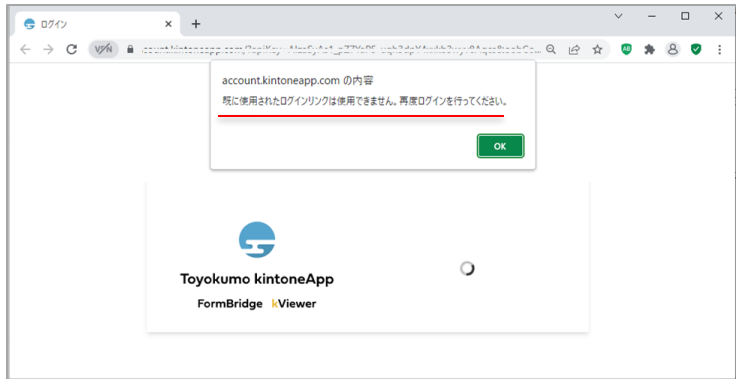 ログイン
VPN
account.kintoneapp.com の内容
既に使用されたログインリンクは使用できません。再度ログインを行ってください。
OK
Toyokumo kintoneApp
FormBridge kViewer